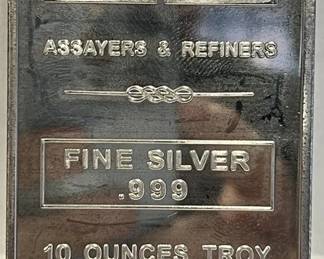 ASSAYERS & REFINERS
FINE SILVER
.999
10 OUNCES TROY